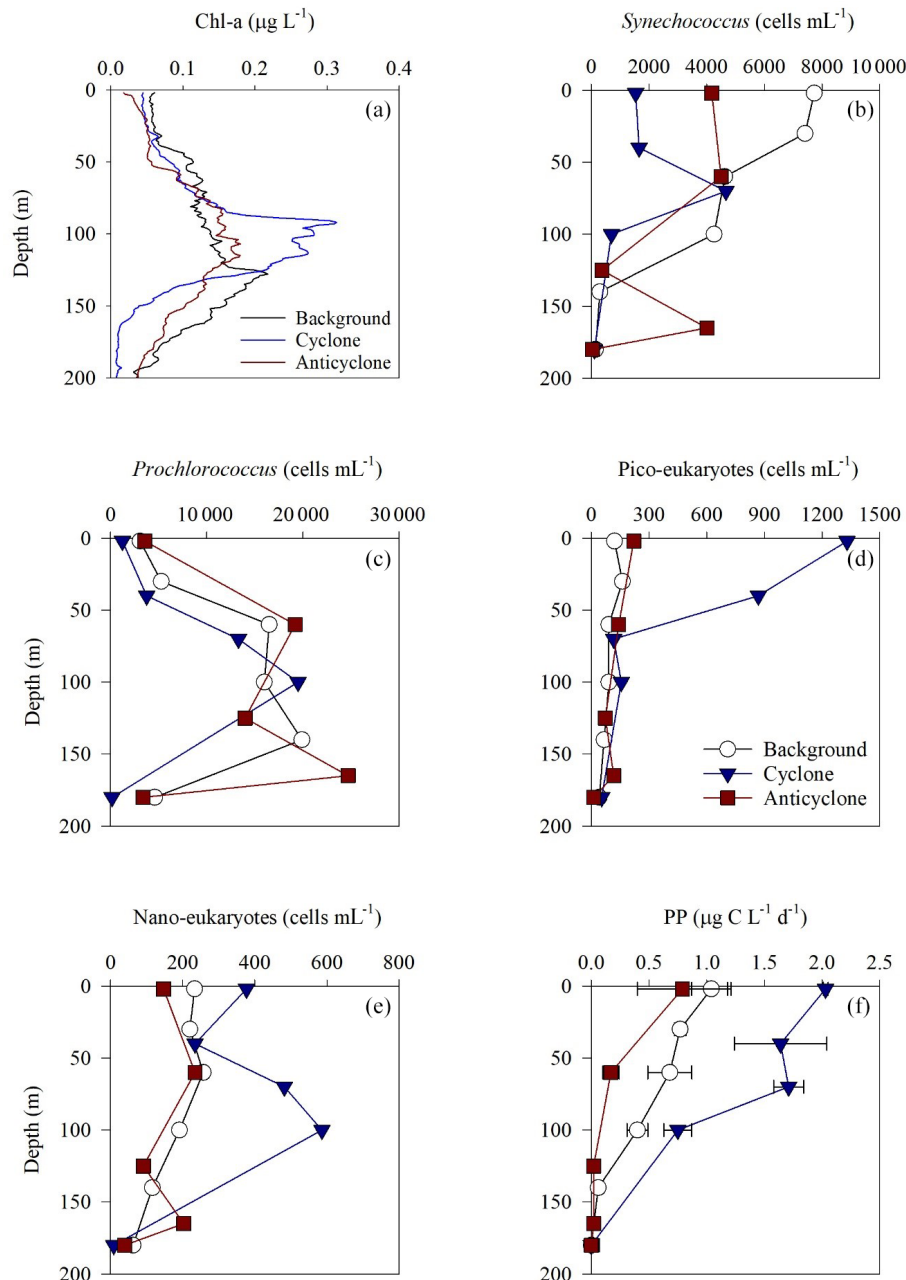 Chl-a (µg L⁻¹)
0.0 0.1 0.2 0.3 0.4
0
50
100
150
200
Depth (m)
(a)
Background
Cyclone
Anticyclone
Synechococcus (cells mL⁻¹)
0 2000 4000 6000 8000 10 000
0
50
100
150
200
(b)
Prochlorococcus (cells mL⁻¹)
0 10 000 20 000 30 000
0
50
100
150
200
Depth (m)
(c)
Pico-eukaryotes (cells mL⁻¹)
0 300 600 900 1200 1500
0
50
100
150
200
(d)
Background
Cyclone
Anticyclone
Nano-eukaryotes (cells mL⁻¹)
0 200 400 600 800
0
50
100
150
200
Depth (m)
(e)
PP (µg C L⁻¹ d⁻¹)
0.0 0.5 1.0 1.5 2.0 2.5
0
50
100
150
200
(f)